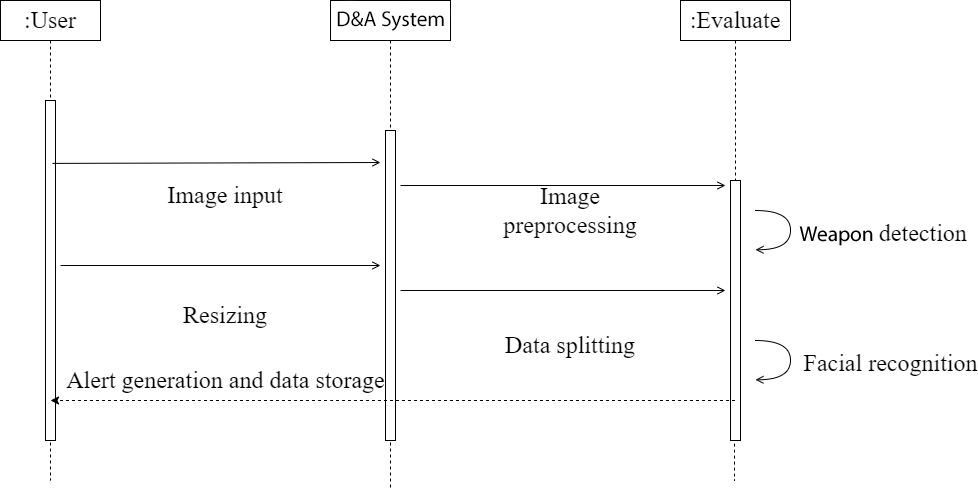 :User
D&A System
:Evaluate
Image input
Image
preprocessing
Weapon detection
Resizing
Data splitting
Facial recognition
Alert generation and data storage